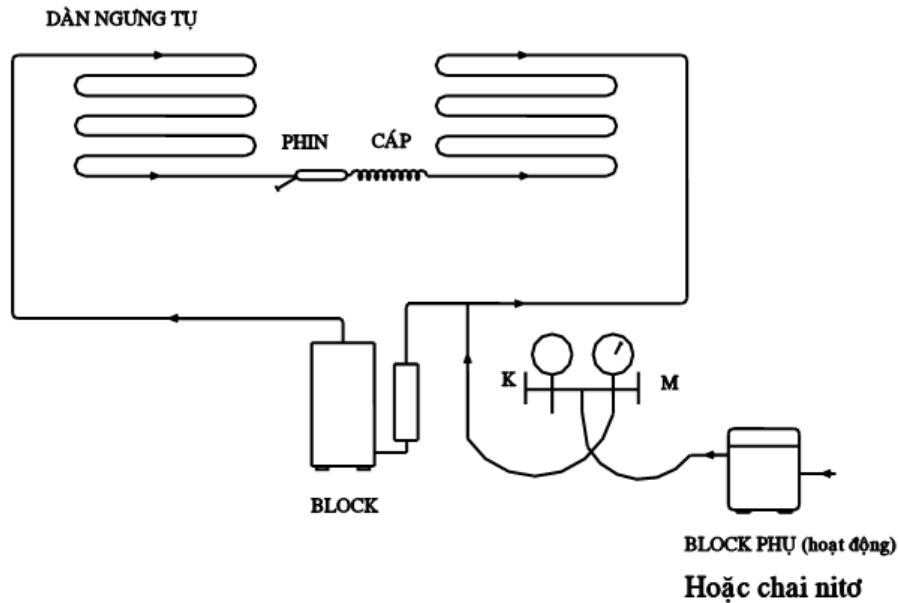 DÀN NGƯNG TỤ
PHIN
CÁP
K
M
BLOCK
BLOCK PHỤ (hoạt động)
Hoặc chai nitơ